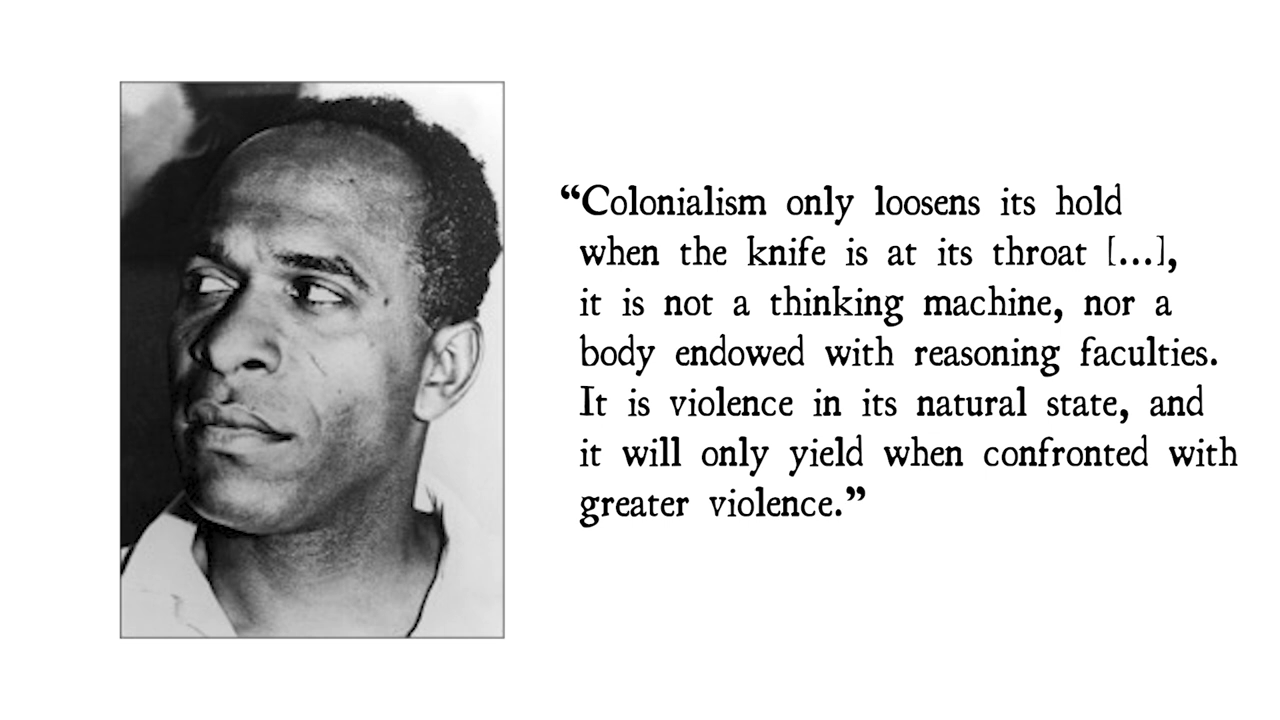 “Colonialism only loosens its hold
when the knife is at its throat [...],
it is not a thinking machine, nor a
body endowed with reasoning faculties.
It is violence in its natural state, and
it will only yield when confronted with
greater violence.”